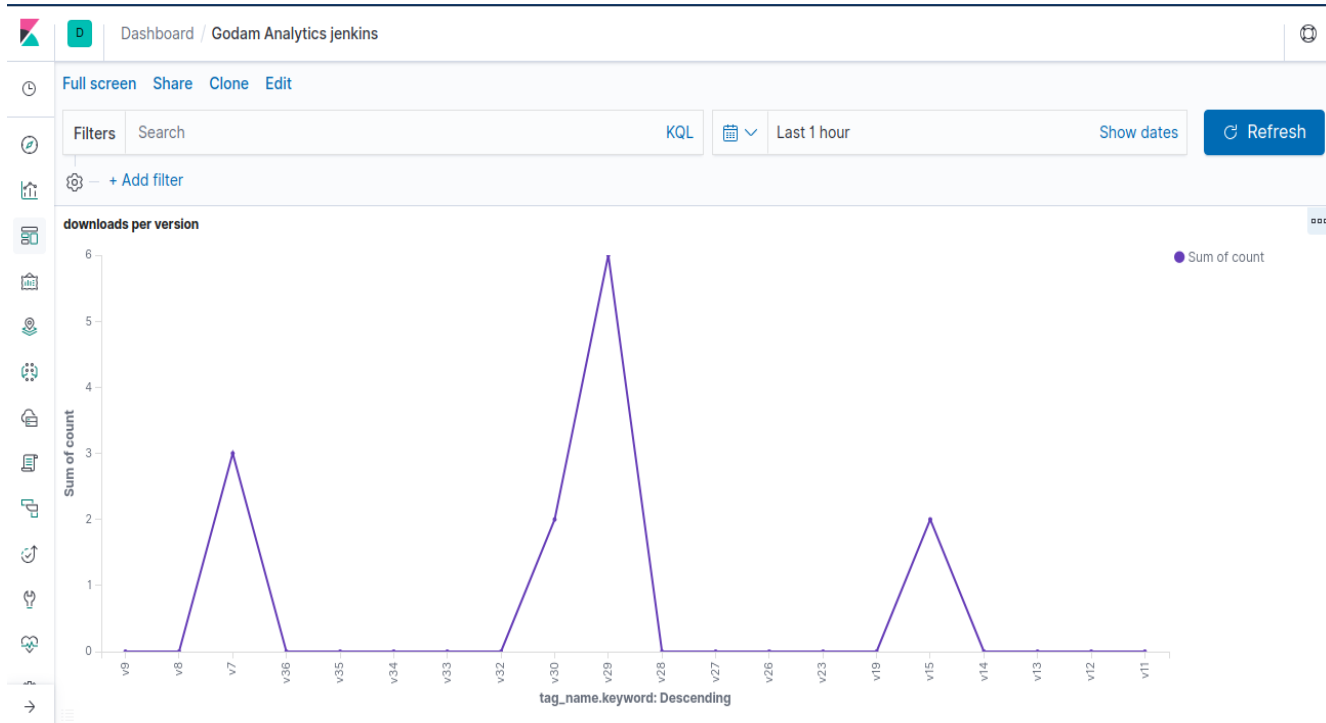 D Dashboard / Godam Analytics jenkins
Full screen Share Clone Edit
Filters Search KQL Last 1 hour Show dates Refresh
+ Add filter
downloads per version
Sum of count
6
5
4
3
2
1
0
Sum of count
v9 v8 v7 v36 v35 v34 v33 v32 v30 v29 v28 v27 v26 v23 v19 v15 v14 v13 v12 v11
tag_name.keyword: Descending